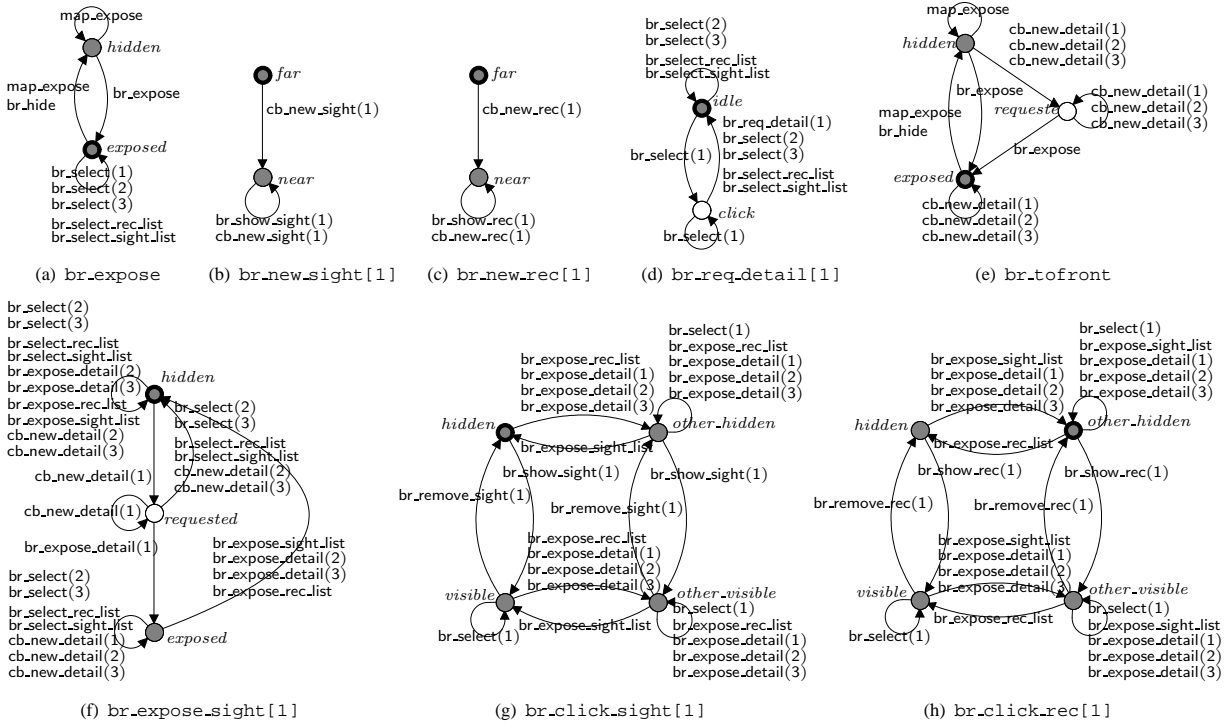 map_expose
hidden
map_expose
br_hide
br_expose
exposed
br_select(1)
br_select(2)
br_select(3)
br_select_rec_list
br_select_sight_list
(a) br_expose
far
cb_new_sight(1)
near
br_show_sight(1)
cb_new_sight(1)
(b) br_new_sight[1]
far
cb_new_rec(1)
near
br_show_rec(1)
cb_new_rec(1)
(c) br_new_rec[1]
br_select(2)
br_select(3)
br_select_rec_list
br_select_sight_list
idle
br_req_detail(1)
br_select(2)
br_select(3)
br_select(1)
br_select_rec_list
br_select_sight_list
click
br_select(1)
(d) br_req_detail[1]
map_expose
hidden
cb_new_detail(1)
cb_new_detail(2)
cb_new_detail(3)
br_expose
requeste
cb_new_detail(1)
cb_new_detail(2)
cb_new_detail(3)
map_expose
br_hide
br_expose
exposed
cb_new_detail(1)
cb_new_detail(2)
cb_new_detail(3)
(e) br_tofront
br_select(2)
br_select(3)
br_select_rec_list
br_select_sight_list
br_expose_detail(2)
br_expose_detail(3)
br_expose_rec_list
br_expose_sight_list
cb_new_detail(2)
cb_new_detail(3)
hidden
br_select(2)
br_select(3)
br_select_rec_list
br_select_sight_list
cb_new_detail(2)
cb_new_detail(3)
cb_new_detail(1)
cb_new_detail(1)
requested
br_expose_detail(1)
br_expose_sight_list
br_expose_detail(2)
br_expose_detail(3)
br_expose_rec_list
br_select(2)
br_select(3)
br_select_rec_list
br_select_sight_list
cb_new_detail(1)
cb_new_detail(2)
cb_new_detail(3)
exposed
(f) br_expose_sight[1]
br_expose_rec_list
br_expose_detail(1)
br_expose_detail(2)
br_expose_detail(3)
br_select(1)
br_expose_rec_list
br_expose_detail(1)
br_expose_detail(2)
br_expose_detail(3)
hidden
other_hidden
br_expose_sight_list
br_show_sight(1)
br_show_sight(1)
br_remove_sight(1)
br_remove_sight(1)
br_expose_rec_list
br_expose_detail(1)
br_expose_detail(2)
br_expose_detail(3)
visible
other_visible
br_select(1)
br_expose_sight_list
br_select(1)
br_expose_rec_list
br_expose_detail(1)
br_expose_detail(2)
br_expose_detail(3)
(g) br_click_sight[1]
br_expose_sight_list
br_expose_detail(1)
br_expose_detail(2)
br_expose_detail(3)
br_select(1)
br_expose_sight_list
br_expose_detail(1)
br_expose_detail(2)
br_expose_detail(3)
hidden
other_hidden
br_expose_rec_list
br_show_rec(1)
br_show_rec(1)
br_remove_rec(1)
br_remove_rec(1)
br_expose_sight_list
br_expose_detail(1)
br_expose_detail(2)
br_expose_detail(3)
visible
other_visible
br_select(1)
br_expose_rec_list
br_select(1)
br_expose_sight_list
br_expose_detail(1)
br_expose_detail(2)
br_expose_detail(3)
(h) br_click_rec[1]